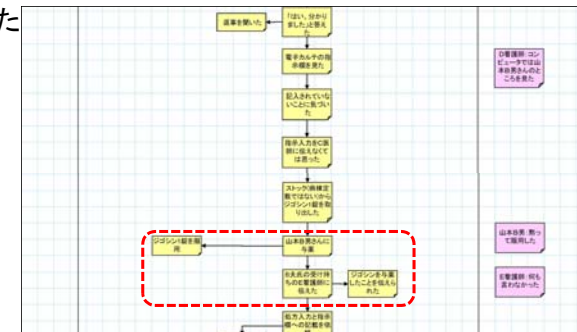 た
「はい、分かり
ました」と答え
た
返事を聞いた
電子カルテの指
示欄を見た
D看護師:コン
ピュータでは山
本B男さんのと
ころを見た
記入されていな
いことに気づい
た
指示入力をC医
師に伝えなくて
は思った
ストック(病棟定
数ではない)から
ジゴシン1錠を取
り出した
山本B男さんに
与薬
ジゴシン1錠を服
用
山本B男:黙っ
て服用した
B夫氏の受け持
ちのE看護師に
伝えた
ジゴシンを与薬
したことを伝えら
れた
E看護師:何も
言わなかった
処方入力と指示
欄への記載を依